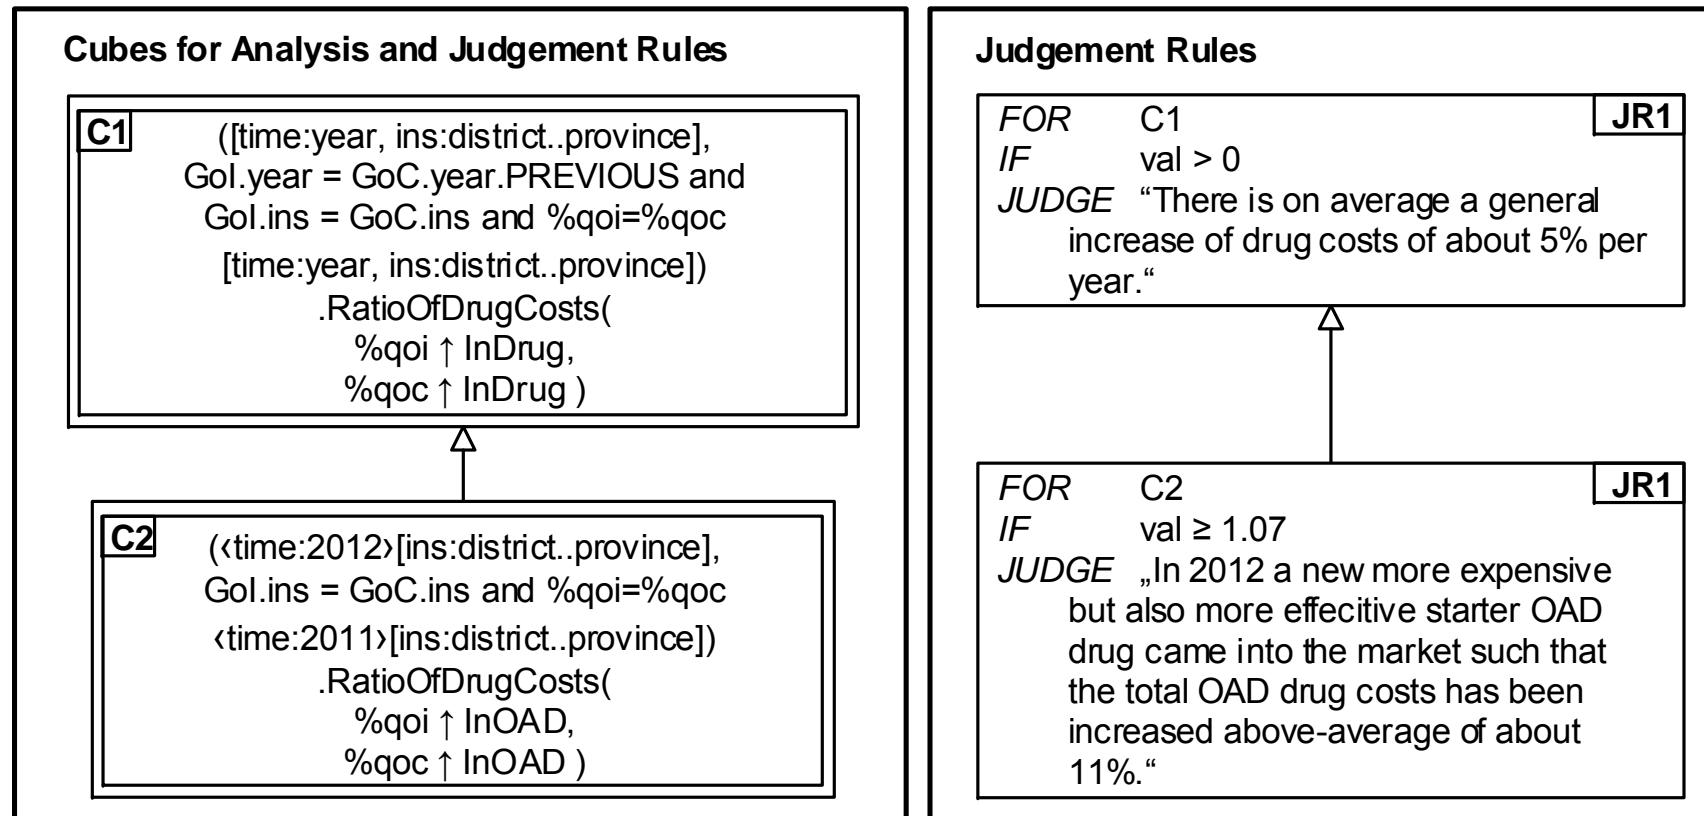 Cubes for Analysis and Judgement Rules
C1
([time:year, ins:district..province],
GoI.year = GoC.year.PREVIOUS and
GoI.ins = GoC.ins and %qoi=%qoc
[time:year, ins:district..province])
.RatioOfDrugCosts(
%qoi ↑ InDrug,
%qoc ↑ InDrug )
C2
(‹time:2012›[ins:district..province],
GoI.ins = GoC.ins and %qoi=%qoc
‹time:2011›[ins:district..province])
.RatioOfDrugCosts(
%qoi ↑ InOAD,
%qoc ↑ InOAD )
Judgement Rules
FOR C1 JR1
IF val > 0
JUDGE “There is on average a general
increase of drug costs of about 5% per
year.“
FOR C2 JR1
IF val ≥ 1.07
JUDGE „In 2012 a new more expensive
but also more effecitive starter OAD
drug came into the market such that
the total OAD drug costs has been
increased above-average of about
11%.“